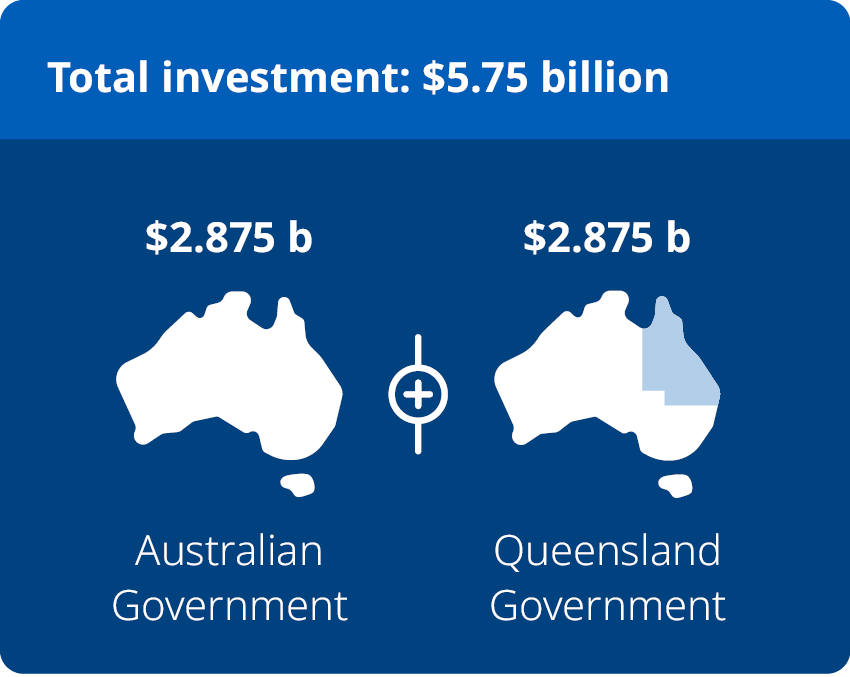 Total investment: $5.75 billion
$2.875 b
$2.875 b
Australian
Government
Queensland
Government